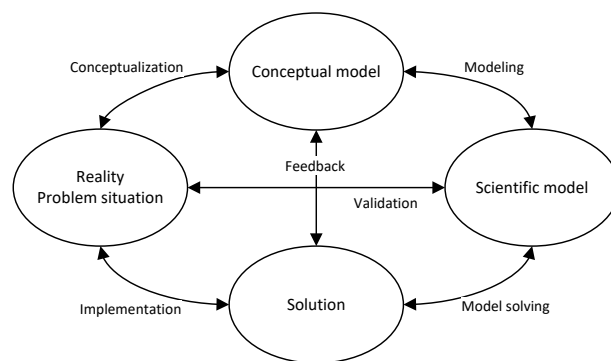 Conceptualization
Conceptual model
Modeling
Reality
Problem situation
Feedback
Validation
Scientific model
Implementation
Solution
Model solving